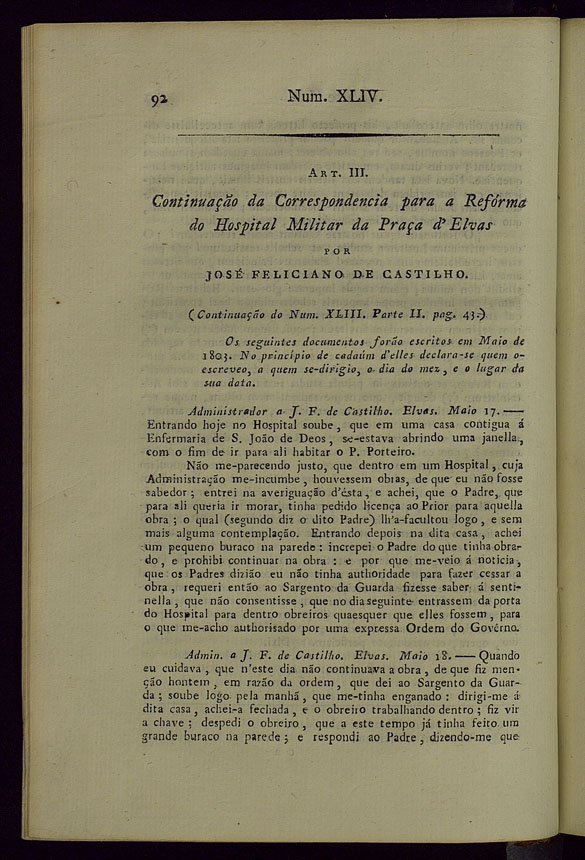 92 Num. XLIV.
ART. III.
Continuação da Correspondencia para a Refórma
do Hospital Militar da Praça d'Elvas
POR
JOSÉ FELICIANO DE CASTILHO.
(Continuação do Num. XLIII. Parte II. pag. 43.)
Os seguintes documentos forão escritos em Maio de
1803. No princípio de cadaúm d'elles declara-se quem o-
escreveo, a quem se-dirigio, o dia do mez, e o lugar da
sua data.
Administrador a J. F. de Castilho. Elvas. Maio 17. —
Entrando hoje no Hospital soube, que em uma casa contigua á
Enfermaria de S. João de Deos, se-estava abrindo uma janella,
com o fim de ir para ali habitar o P. Porteiro.
Não me-parecendo justo, que dentro em um Hospital, cuja
Administração me-incumbe, houvessem obras, de que eu não fosse
sabedor; entrei na averiguação d'ésta, e achei, que o Padre, que
para ali queria ir morar, tinha pedido licença ao Prior para aquella
obra; o qual (segundo diz o dito Padre) lh'a-facultou logo, e sem
mais alguma contemplação. Entrando depois na dita casa, achei
um pequeno buraco na parede: increpei o Padre do que tinha obra-
do, e prohibi continuar na obra: e por que me-veio á noticia,
que os Padres dizião eu não tinha authoridade para fazer cessar a
obra, requeri então ao Sargento da Guarda fizesse saber á senti-
nella, que não consentisse, que no dia seguinte entrassem da porta
do Hospital para dentro obreiros quaesquer que elles fossem, para
o que me-acho authorisado por uma expressa Ordem do Govêrno.
Admin. a J. F. de Castilho. Elvas. Maio 18. — Quando
eu cuidava, que n'este dia não continuava a obra, de que fiz men-
ção hontem, em razão da ordem, que dei ao Sargento da Guar-
da; soube lógo pela manhã, que me-tinha enganado: dirigi-me á
dita casa, achei-a fechada, e o obreiro trabalhando dentro; fiz vir
a chave; despedi o obreiro, que a este tempo já tinha feito um
grande buraco na parede; e respondi ao Padre, dizendo-me que